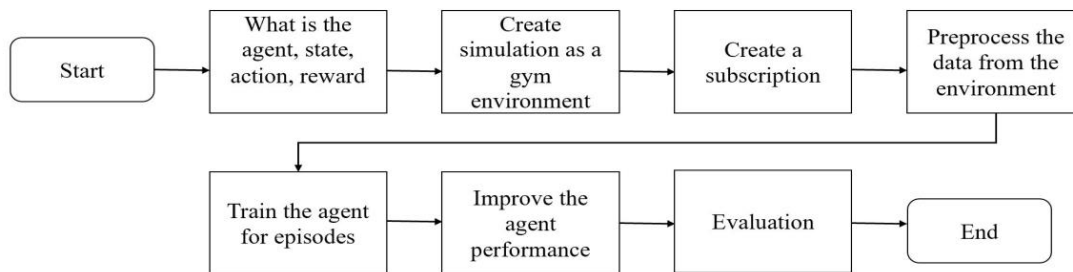 Start
What is the
agent, state,
action, reward
Create
simulation as a
gym
environment
Create a
subscription
Preprocess the
data from the
environment
Train the agent
for episodes
Improve the
agent
performance
Evaluation
End